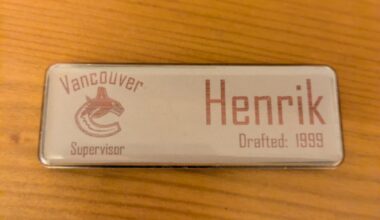 Vancouver
Henrik
Drafted: 1999
Supervisor